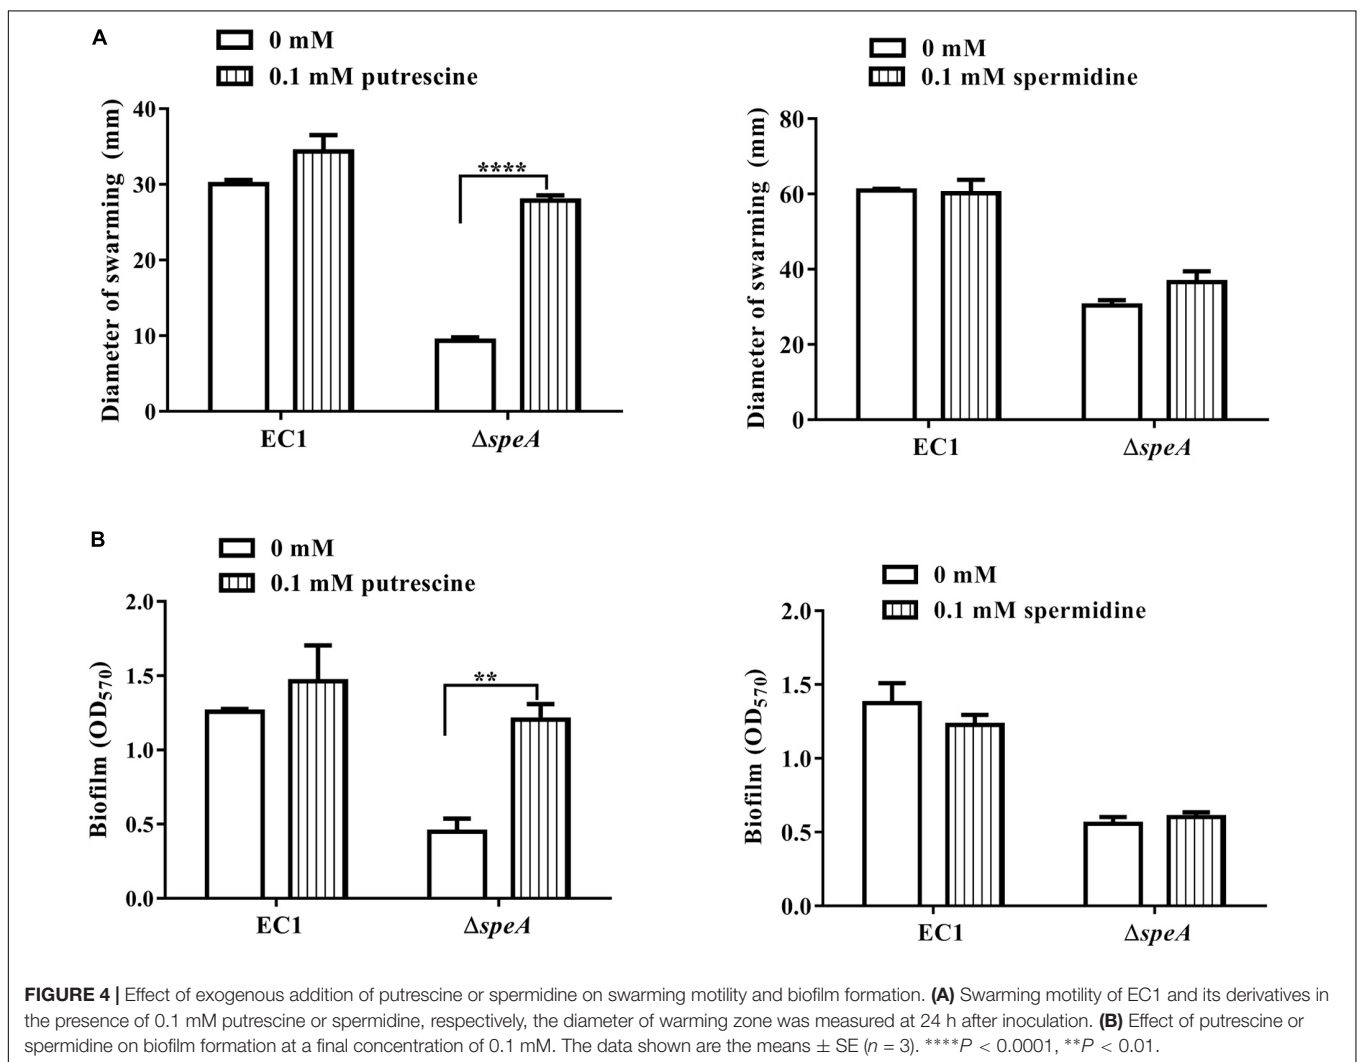 A
0 mM
0.1 mM putrescine
Diameter of swarming (mm)
40
30
20
10
0
****
EC1
ΔspeA
0 mM
0.1 mM spermidine
Diameter of swarming (mm)
80
60
40
20
0
EC1
ΔspeA
B
0 mM
0.1 mM putrescine
Biofilm (OD570)
2.0
1.5
1.0
0.5
0.0
**
EC1
ΔspeA
0 mM
0.1 mM spermidine
Biofilm (OD570)
2.0
1.5
1.0
0.5
0.0
EC1
ΔspeA
FIGURE 4 | Effect of exogenous addition of putrescine or spermidine on swarming motility and biofilm formation. (A) Swarming motility of EC1 and its derivatives in
the presence of 0.1 mM putrescine or spermidine, respectively, the diameter of warming zone was measured at 24 h after inoculation. (B) Effect of putrescine or
spermidine on biofilm formation at a final concentration of 0.1 mM. The data shown are the means ± SE (n = 3). ****P < 0.0001, **P < 0.01.